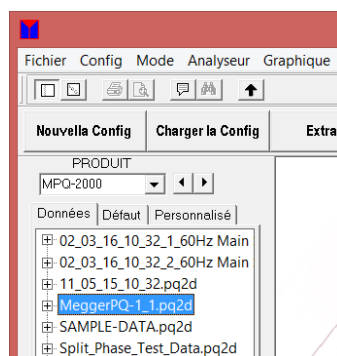 Fichier Config Mode Analyseur Graphique
Nouvella Config Charger la Config Extra
PRODUIT
MPQ-2000
Données Défaut Personnalisé
02_03_16_10_32_1_60Hz Main
02_03_16_10_32_2_60Hz Main
11_05_15_10_32.pq2d
MeggerPQ-1_1.pq2d
SAMPLE-DATA.pq2d
Split_Phase_Test_Data.pq2d